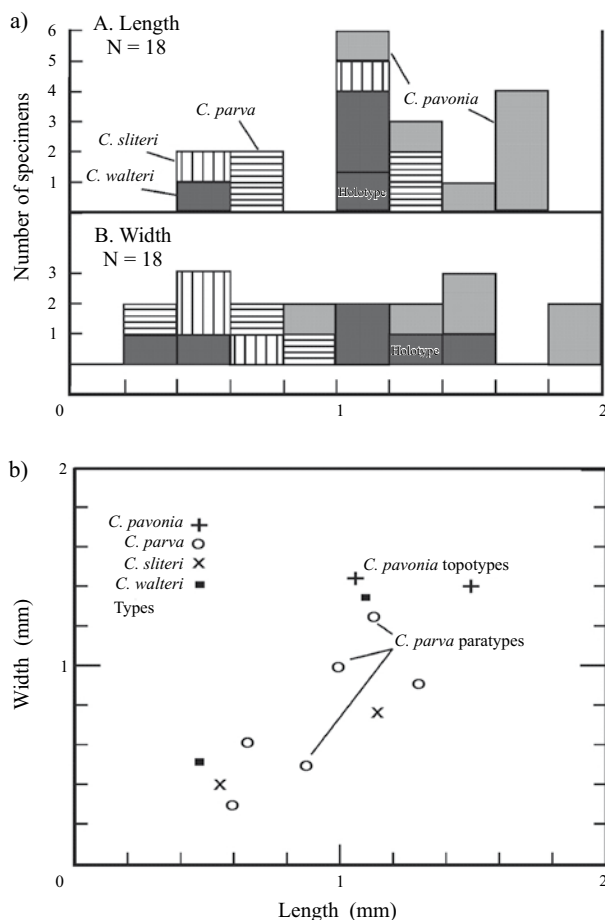 a)
A. Length
N = 18
Number of specimens
6
5
4
3
2
1
C. sliteri
C. parva
C. walteri
C. pavonia
Holotype
B. Width
N = 18
3
2
1
Holotype
0
1
2
b)
2
C. pavonia
C. parva
C. sliteri
C. walteri
Types
C. pavonia topotypes
C. parva paratypes
Width (mm)
1
0
1
2
Length (mm)